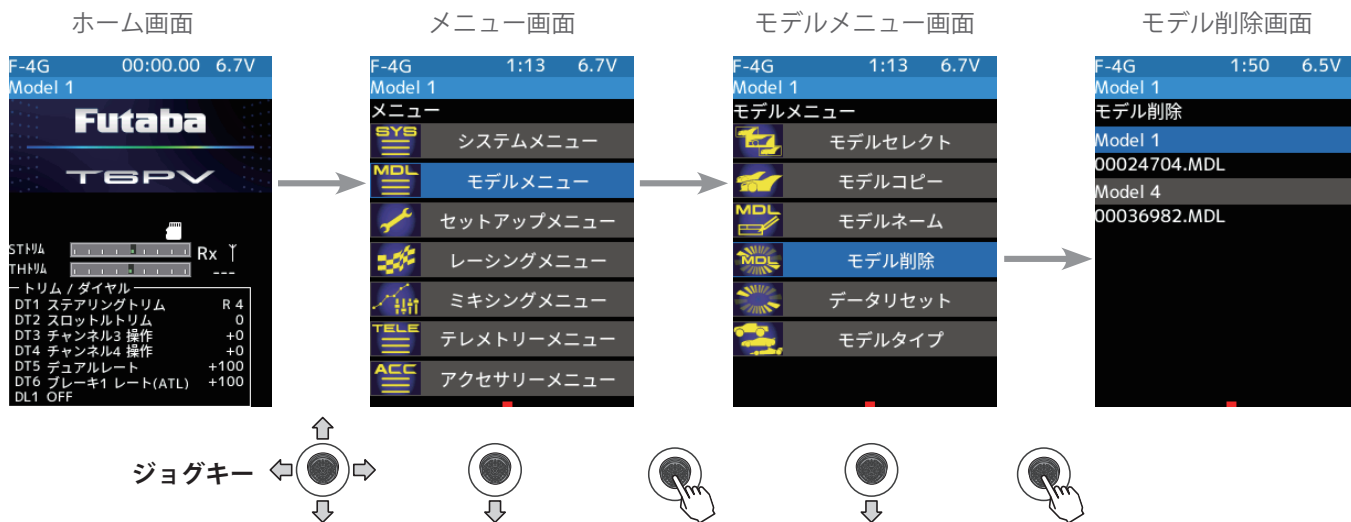 ホーム画面
メニュー画面
モデルメニュー画面
モデル削除画面
F-4G 00:00.00 6.7V
Model 1
Futaba
T6PV
STトリム
Rx
THトリム
---
トリム / ダイヤル
DT1 ステアリングトリム R 4
DT2 スロットルトリム 0
DT3 チャンネル3 操作 +0
DT4 チャンネル4 操作 +0
DT5 デュアルレート +100
DT6 ブレーキ1 レート(ATL) +100
DL1 OFF
F-4G 1:13 6.7V
Model 1
メニュー
SYS システムメニュー
MDL モデルメニュー
セットアップメニュー
レーシングメニュー
ミキシングメニュー
TELE テレメトリーメニュー
ACC アクセサリーメニュー
F-4G 1:13 6.7V
Model 1
モデルメニュー
モデルセレクト
モデルコピー
MDL モデルネーム
MDL モデル削除
データリセット
モデルタイプ
F-4G 1:50 6.5V
Model 1
モデル削除
Model 1
00024704.MDL
Model 4
00036982.MDL
ジョグキー